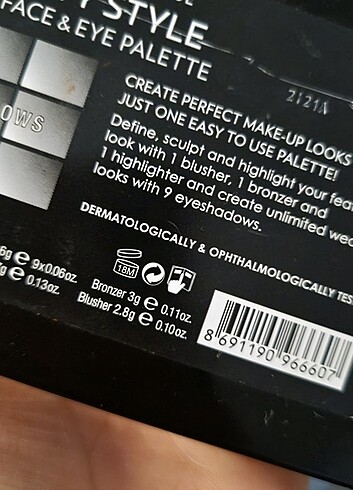 STYLE
FACE & EYE PALETTE
2121A
OWS
CREATE PERFECT MAKE-UP LOOKS
JUST ONE EASY TO USE PALETTE!
Define, sculpt and highlight your
look with 1 blusher, 1 bronzer and
1 highlighter and create unlimited
looks with 9 eyeshadows.
DERMATOLOGICALLY & OPHTHALMOLOGICALLY
18M
6g e 9x0.06oz.
g e 0.13oz.
Bronzer 3g e 0.11oz.
Blusher 2.8g e 0.10oz.
8 691190 966607